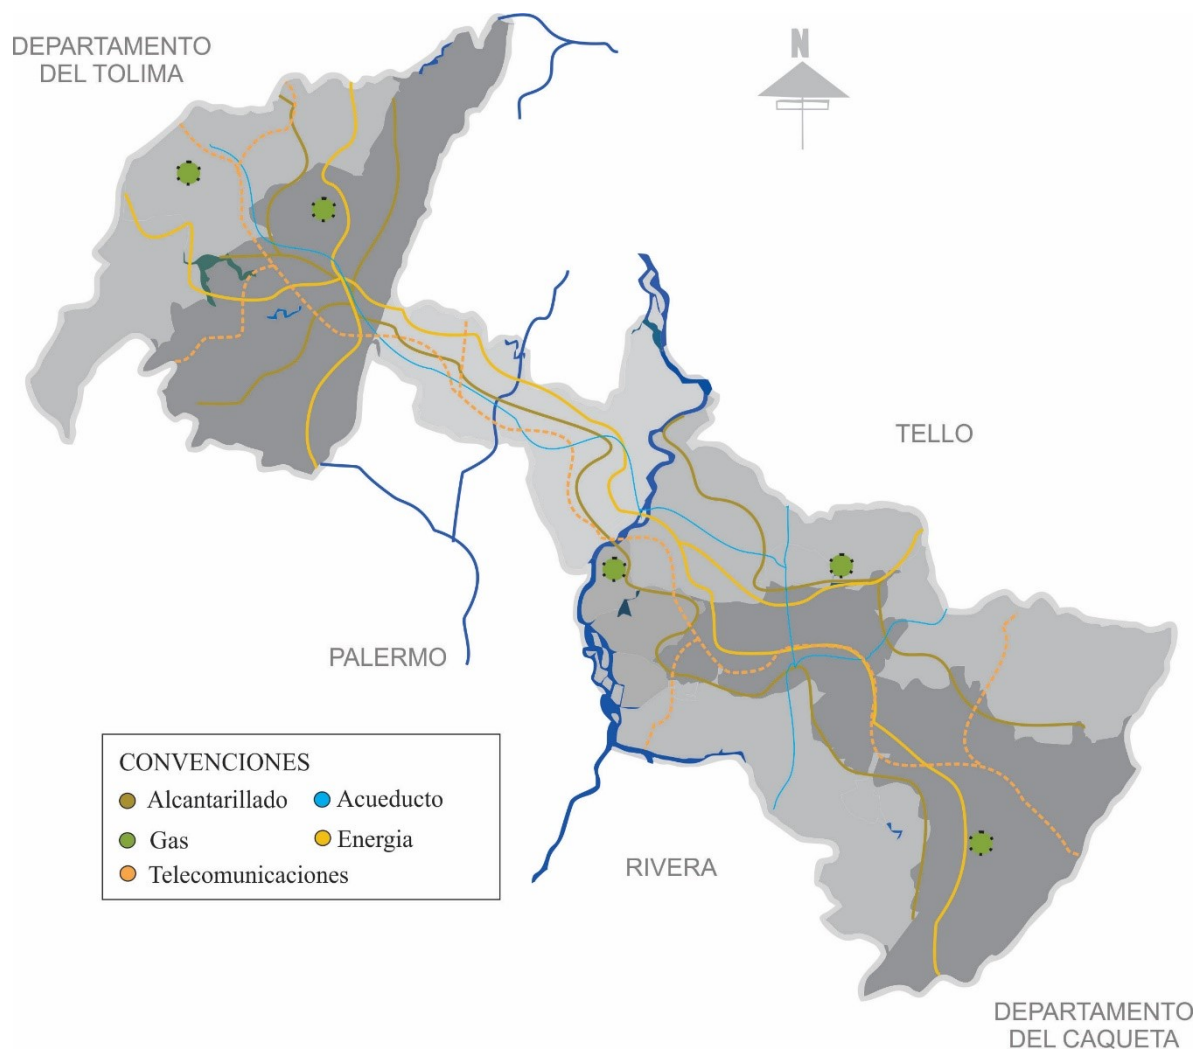 DEPARTAMENTO
DEL TOLIMA
N
TELLO
PALERMO
CONVENCIONES
Alcantarillado
Acueducto
Gas
Energia
Telecomunicaciones
RIVERA
DEPARTAMENTO
DEL CAQUETA